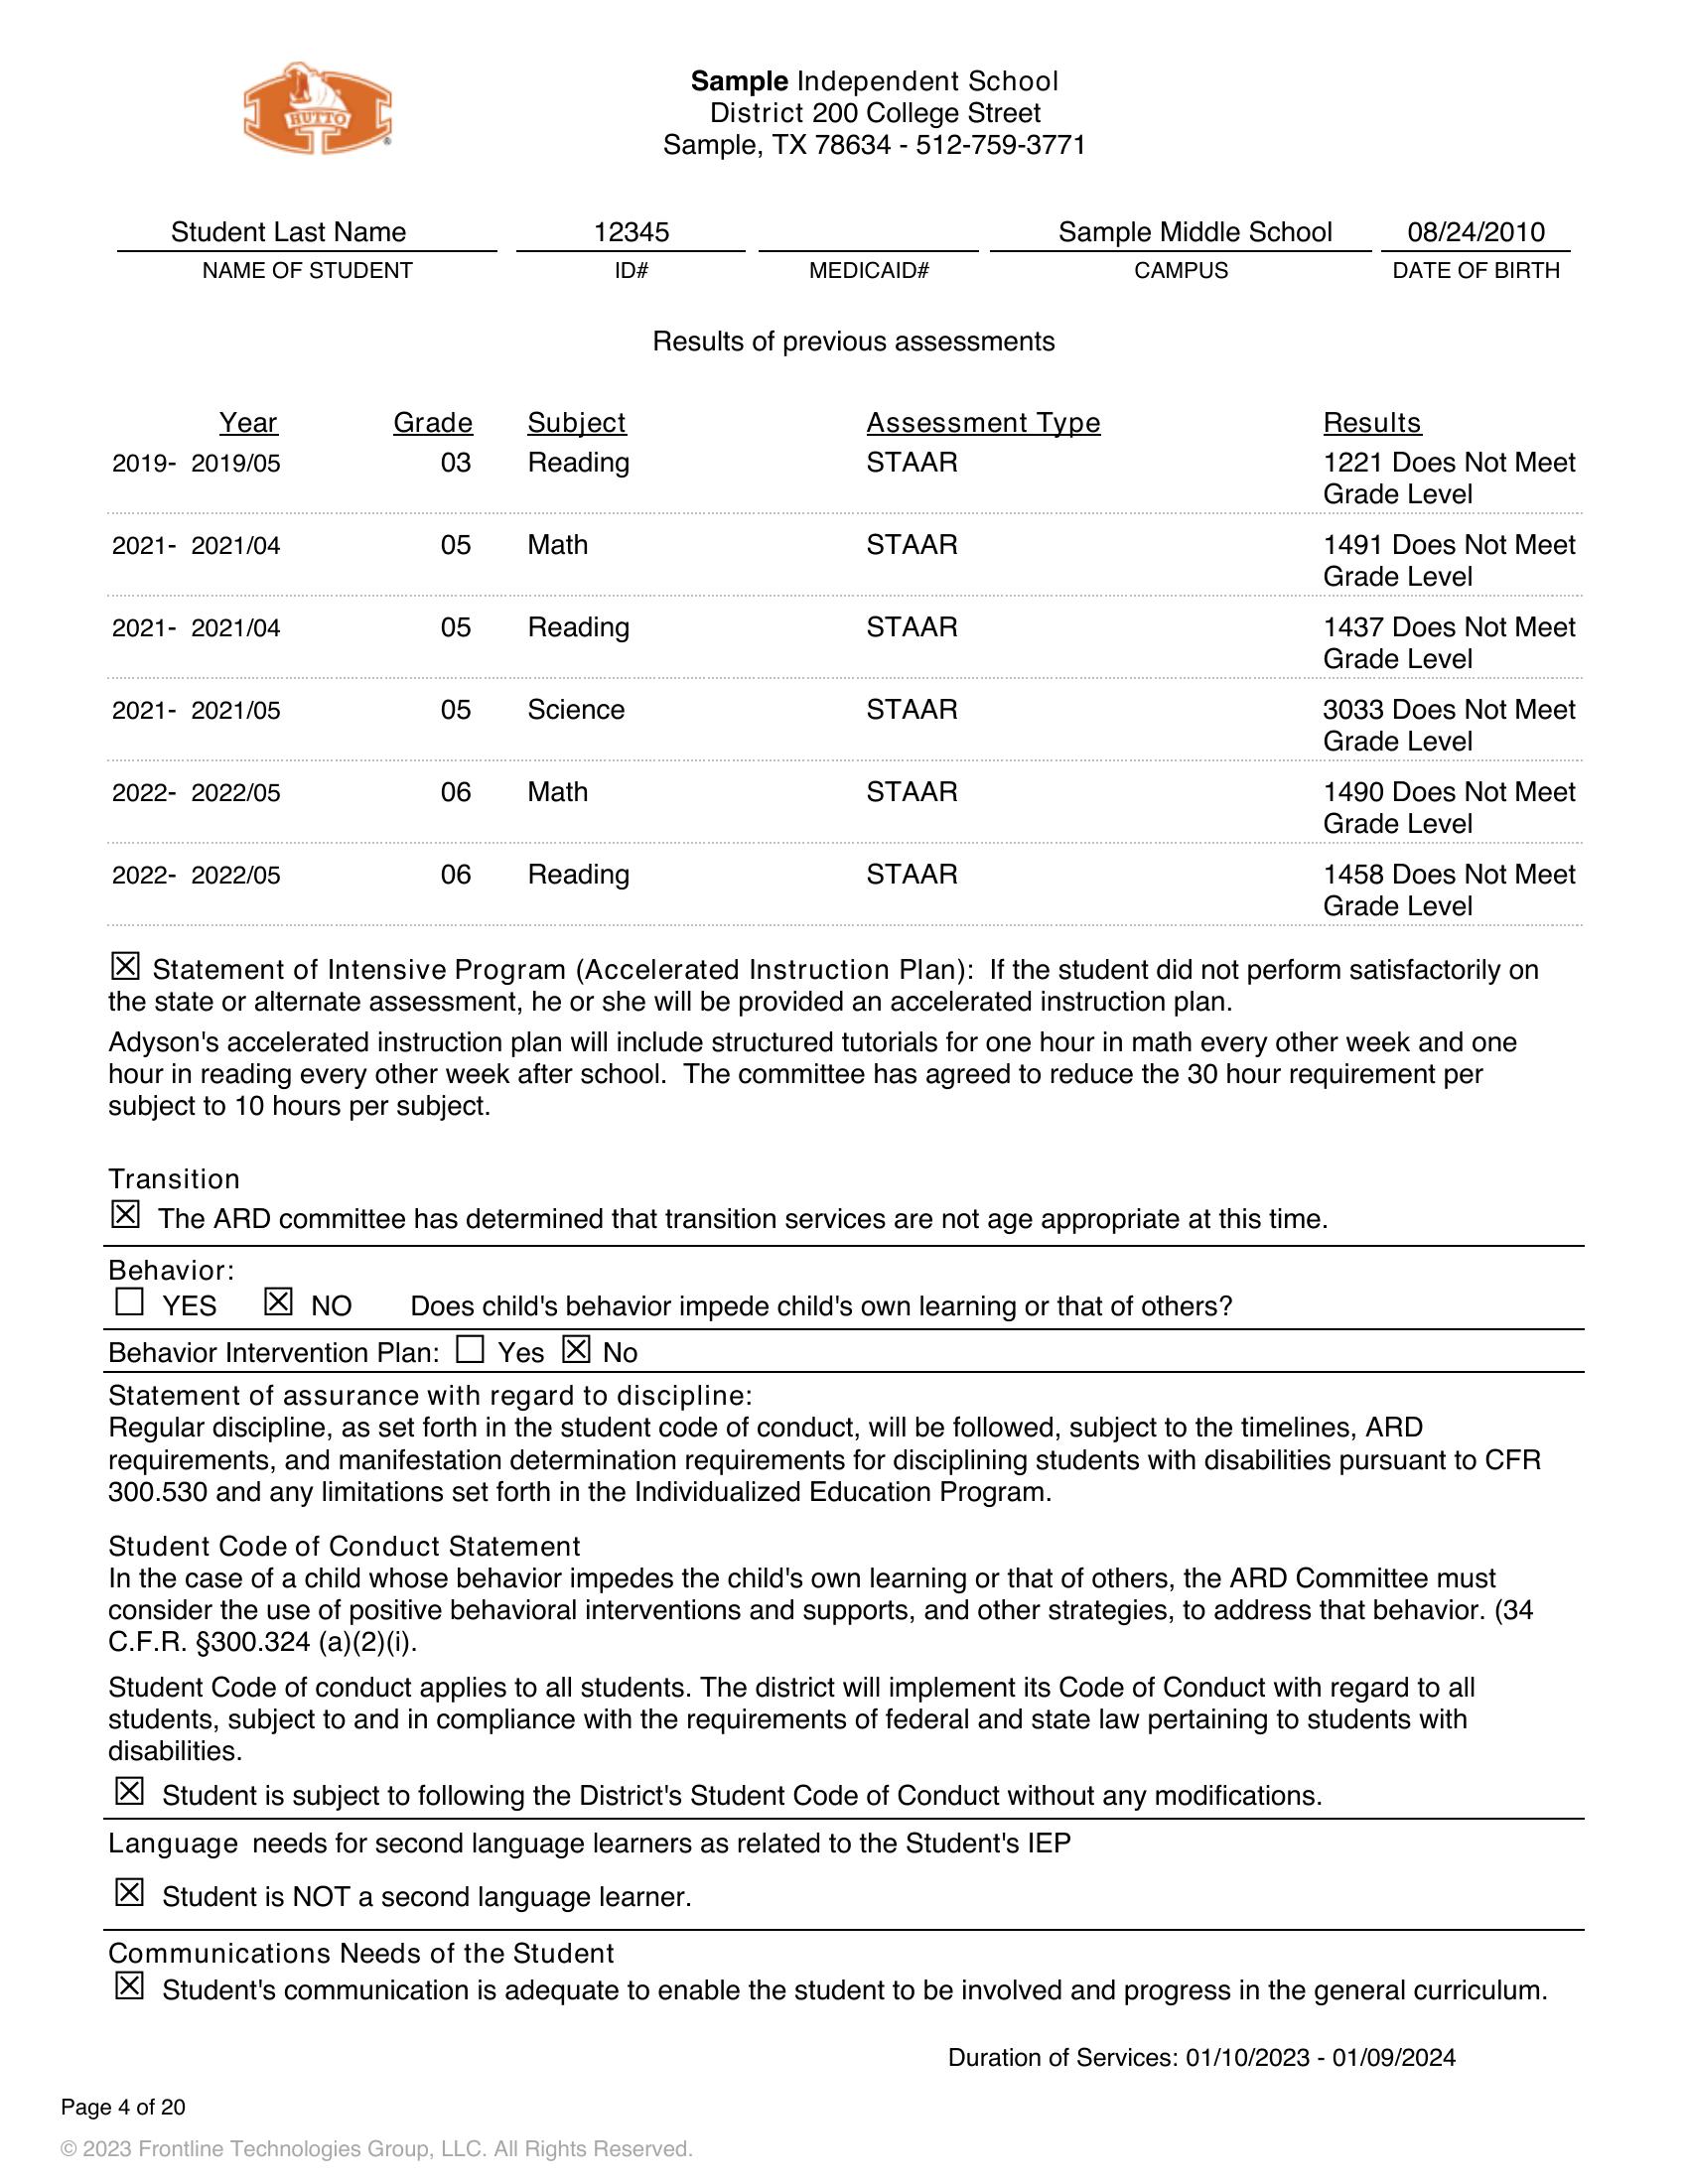 HUTTO
®
Sample Independent School
District 200 College Street
Sample, TX 78634 - 512-759-3771
Student Last Name 12345 Sample Middle School 08/24/2010
NAME OF STUDENT ID# MEDICAID# CAMPUS DATE OF BIRTH
Results of previous assessments
Year Grade Subject Assessment Type Results
2019- 2019/05 03 Reading STAAR 1221 Does Not Meet
Grade Level
2021- 2021/04 05 Math STAAR 1491 Does Not Meet
Grade Level
2021- 2021/04 05 Reading STAAR 1437 Does Not Meet
Grade Level
2021- 2021/05 05 Science STAAR 3033 Does Not Meet
Grade Level
2022- 2022/05 06 Math STAAR 1490 Does Not Meet
Grade Level
2022- 2022/05 06 Reading STAAR 1458 Does Not Meet
Grade Level
☒ Statement of Intensive Program (Accelerated Instruction Plan): If the student did not perform satisfactorily on
the state or alternate assessment, he or she will be provided an accelerated instruction plan.
Adyson's accelerated instruction plan will include structured tutorials for one hour in math every other week and one
hour in reading every other week after school. The committee has agreed to reduce the 30 hour requirement per
subject to 10 hours per subject.
Transition
☒ The ARD committee has determined that transition services are not age appropriate at this time.
Behavior:
☐ YES ☒ NO Does child's behavior impede child's own learning or that of others?
Behavior Intervention Plan: ☐ Yes ☒ No
Statement of assurance with regard to discipline:
Regular discipline, as set forth in the student code of conduct, will be followed, subject to the timelines, ARD
requirements, and manifestation determination requirements for disciplining students with disabilities pursuant to CFR
300.530 and any limitations set forth in the Individualized Education Program.
Student Code of Conduct Statement
In the case of a child whose behavior impedes the child's own learning or that of others, the ARD Committee must
consider the use of positive behavioral interventions and supports, and other strategies, to address that behavior. (34
C.F.R. §300.324 (a)(2)(i).
Student Code of conduct applies to all students. The district will implement its Code of Conduct with regard to all
students, subject to and in compliance with the requirements of federal and state law pertaining to students with
disabilities.
☒ Student is subject to following the District's Student Code of Conduct without any modifications.
Language needs for second language learners as related to the Student's IEP
☒ Student is NOT a second language learner.
Communications Needs of the Student
☒ Student's communication is adequate to enable the student to be involved and progress in the general curriculum.
Duration of Services: 01/10/2023 - 01/09/2024
Page 4 of 20
© 2023 Frontline Technologies Group, LLC. All Rights Reserved.